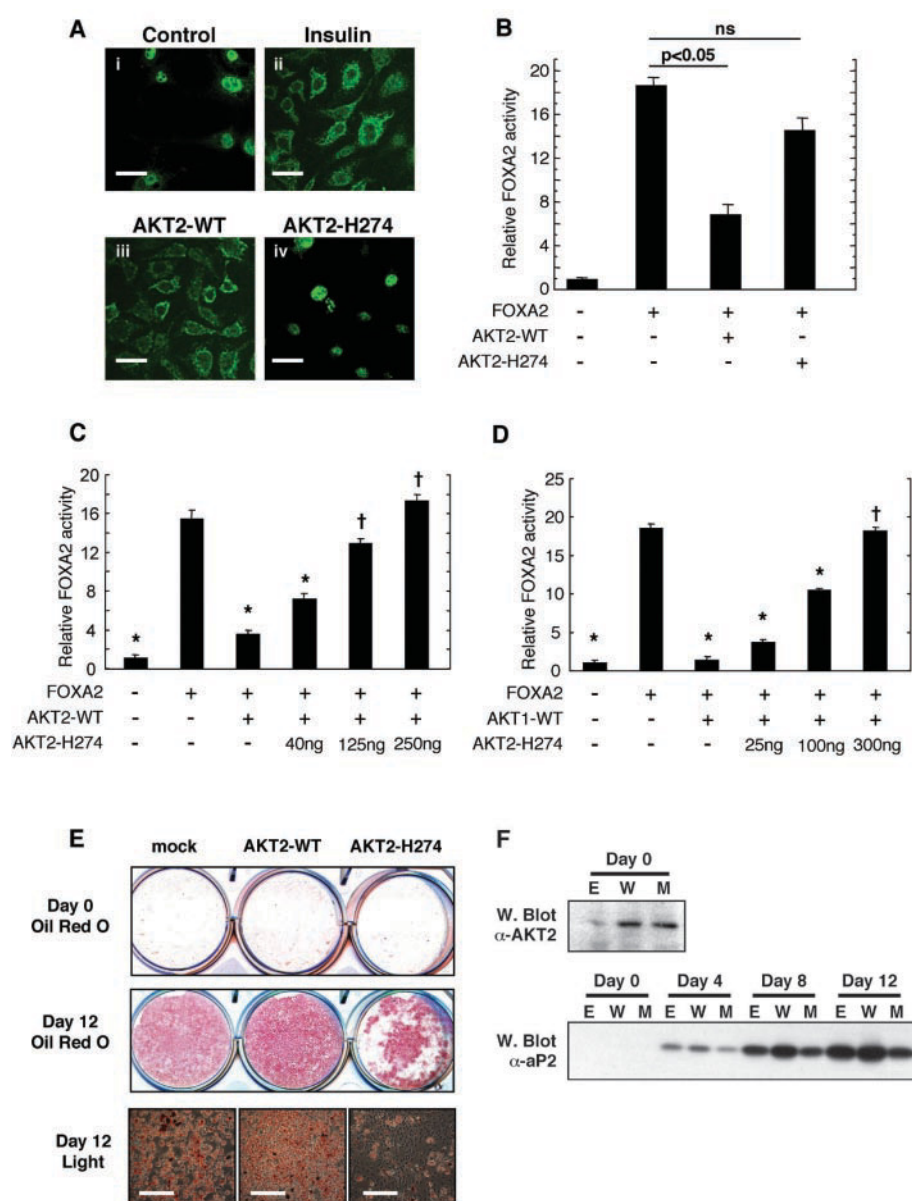 A
Control
Insulin
i
ii
AKT2-WT
AKT2-H274
iii
iv
B
ns
p<0.05
Relative FOXA2 activity
20
16
12
8
4
0
FOXA2 - + + +
AKT2-WT - - + -
AKT2-H274 - - - +
C
Relative FOXA2 activity
20
16
12
8
4
0
* * * † †
FOXA2 - + + + + +
AKT2-WT - - + + + +
AKT2-H274 - - - 40ng 125ng 250ng
D
Relative FOXA2 activity
25
20
15
10
5
0
* * * * †
FOXA2 - + + + + +
AKT1-WT - - + + + +
AKT2-H274 - - - 25ng 100ng 300ng
E
mock AKT2-WT AKT2-H274
Day 0
Oil Red O
Day 12
Oil Red O
Day 12
Light
F
Day 0
E W M
W. Blot
α-AKT2
Day 0 Day 4 Day 8 Day 12
E W M E W M E W M E W M
W. Blot
α-aP2